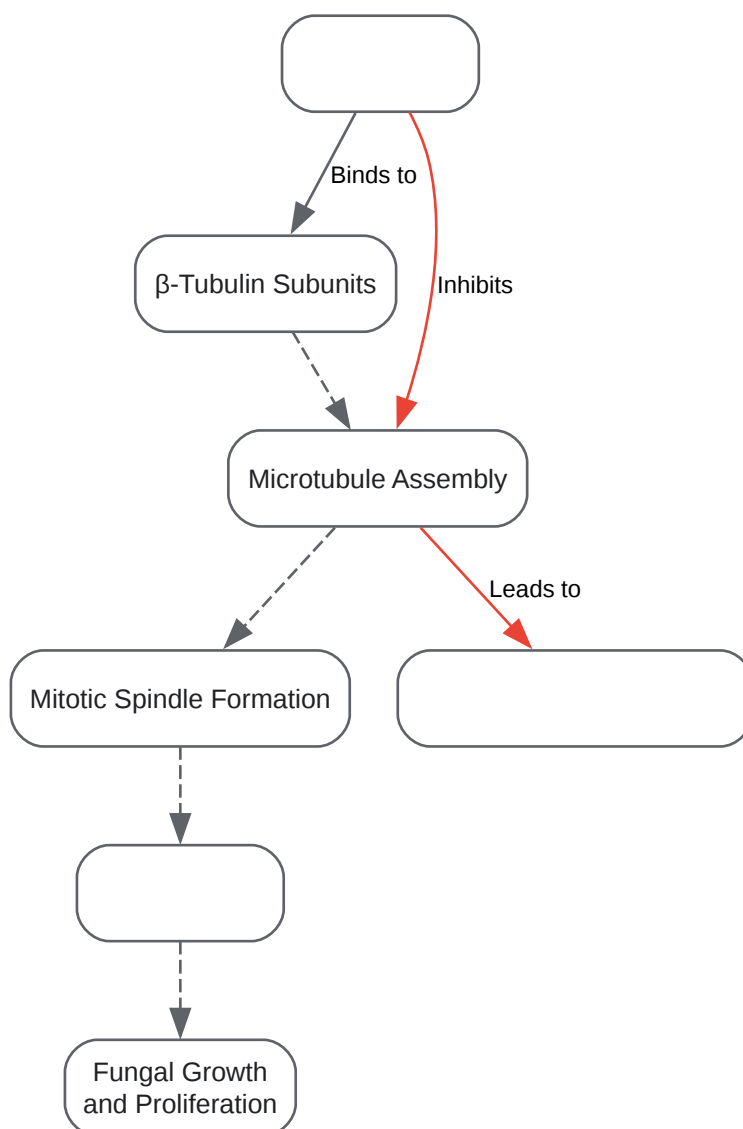 Binds to
β-Tubulin Subunits
Inhibits
Microtubule Assembly
Leads to
Mitotic Spindle Formation
Fungal Growth
and Proliferation